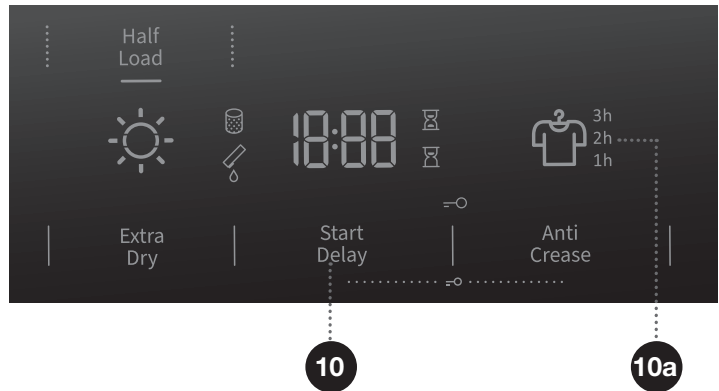 Half
Load
18:88
3h
2h
1h
Extra
Dry
Start
Delay
Anti
Crease
10
10a